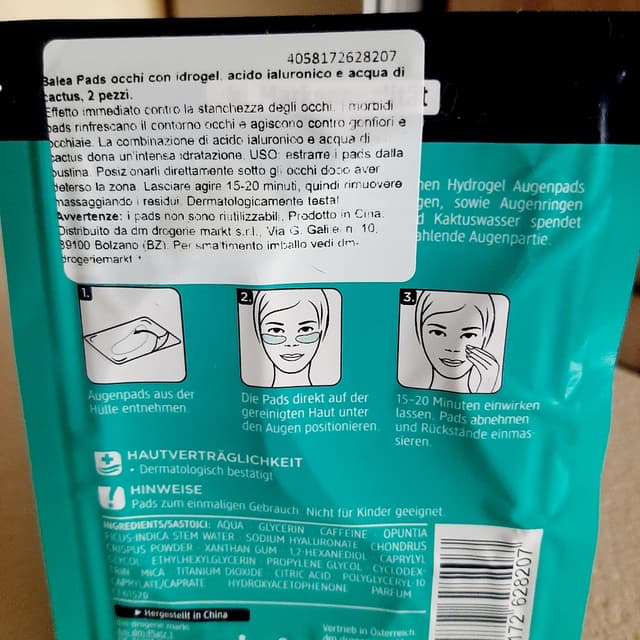 4058172628207
Balea Pads occhi con idrogel, acido ialuronico e acqua di
cactus, 2 pezzi.
Effetto immediato contro la stanchezza degli occhi. I morbidi
pads rinfrescano il contorno occhi e agiscono contro gonfiori e
occhiaie. La combinazione di acido ialuronico e acqua di
cactus dona un'intensa idratazione. USO: estrarre i pads dalla
bustina. Posizionarli direttamente sotto gli occhi dopo aver
deterso la zona. Lasciare agire 15-20 minuti, quindi rimuovere
massaggiando i residui. Dermatologicamente testati
Avvertenze: i pads non sono riutilizzabili. Prodotto in Cina.
Distribuito da dm drogerie markt s.r.l., Via G. Galilei n. 10,
39100 Bolzano (BZ). Per smaltimento imballo vedi dm-
drogeriemarkt
Hydrogel Augenpads
sowie Augenringen
Kaktuswasser spendet
Augenpartie.
1.
2.
3.
Augenpads aus der
Hülle entnehmen.
Die Pads direkt auf der
gereinigten Haut unter
den Augen positionieren.
15-20 Minuten einwirken
lassen. Pads abnehmen
und Rückstände einmas-
sieren.
HAUTVERTRÄGLICHKEIT
• Dermatologisch bestätigt
HINWEISE
Pads zum einmaligen Gebrauch. Nicht für Kinder geeignet.
INGREDIENTS/SASTOJCI: AQUA GLYCERIN CAFFEINE OPUNTIA
FICUS-INDICA STEM WATER SODIUM HYALURONATE CHONDRUS
CRISPUS POWDER XANTHAN GUM 1,2-HEXANEDIOL CAPRYLYL
GLYCOL ETHYLHEXYLGLYCERIN PROPYLENE GLYCOL CYCLODEX-
TRIN MICA TITANIUM DIOXIDE CITRIC ACID POLYGLYCERYL-10
CAPRYLATE/CAPRATE HYDROXYACETOPHENONE PARFUM
CI 61570
Hergestellt in China
dm-drogerie markt
Vertrieb in Österreich:
72 628207